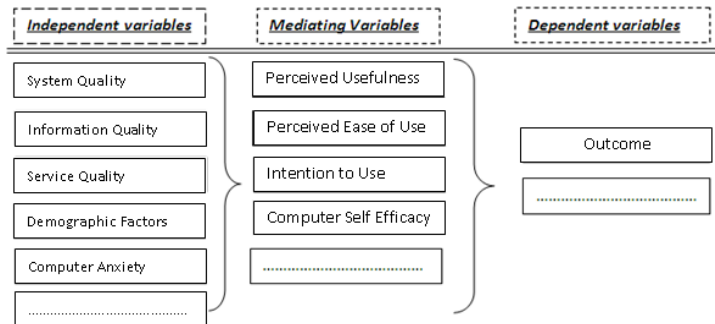 Independent variables
Mediating Variables
Dependent variables
System Quality
Information Quality
Service Quality
Demographic Factors
Computer Anxiety
..........................................
Perceived Usefulness
Perceived Ease of Use
Intention to Use
Computer Self Efficacy
..........................................
Outcome
..........................................